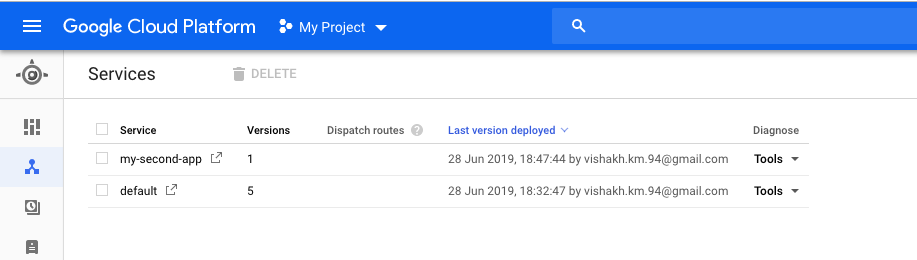 Google Cloud Platform My Project
Services DELETE
Service Versions Dispatch routes ? Last version deployed Diagnose
my-second-app 1 28 Jun 2019, 18:47:44 by vishakh.km.94@gmail.com Tools
default 5 28 Jun 2019, 18:32:47 by vishakh.km.94@gmail.com Tools